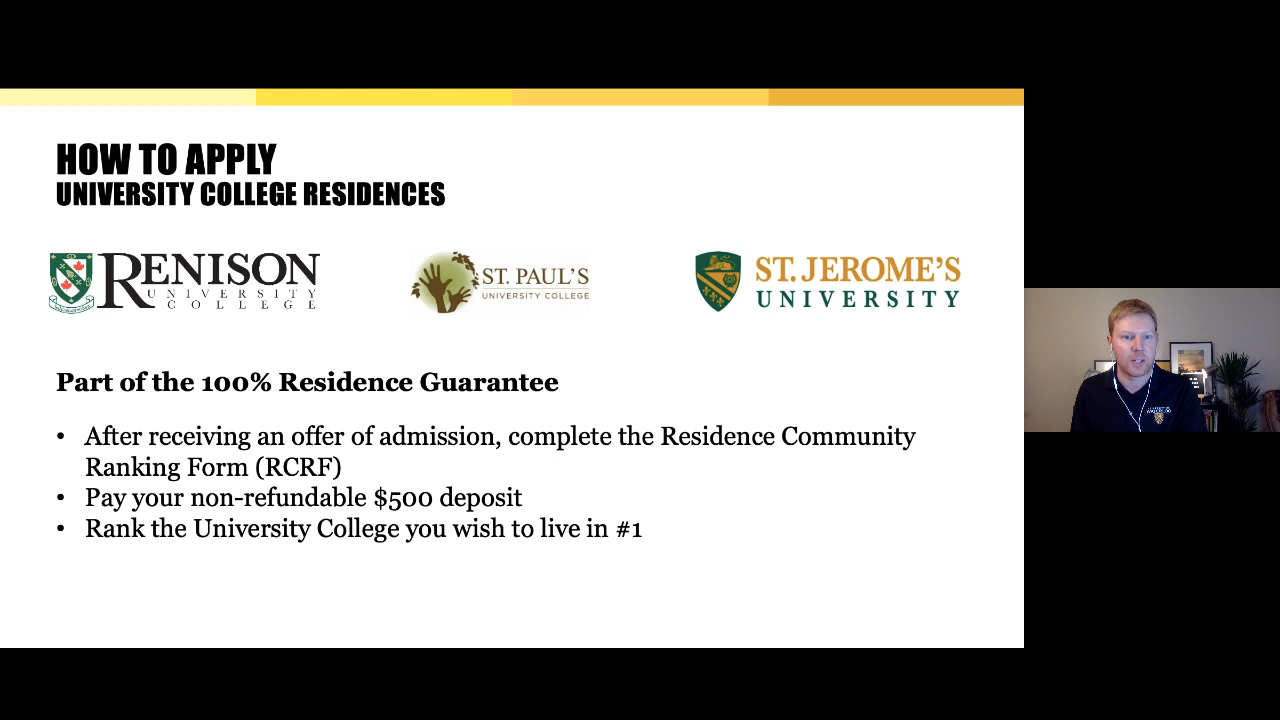 HOW TO APPLY
UNIVERSITY COLLEGE RESIDENCES
RENISON
UNIVERSITY
COLLEGE
ST. PAUL'S
UNIVERSITY COLLEGE
ST. JEROME'S
UNIVERSITY
Part of the 100% Residence Guarantee
• After receiving an offer of admission, complete the Residence Community
Ranking Form (RCRF)
• Pay your non-refundable $500 deposit
• Rank the University College you wish to live in #1
WATERLOO